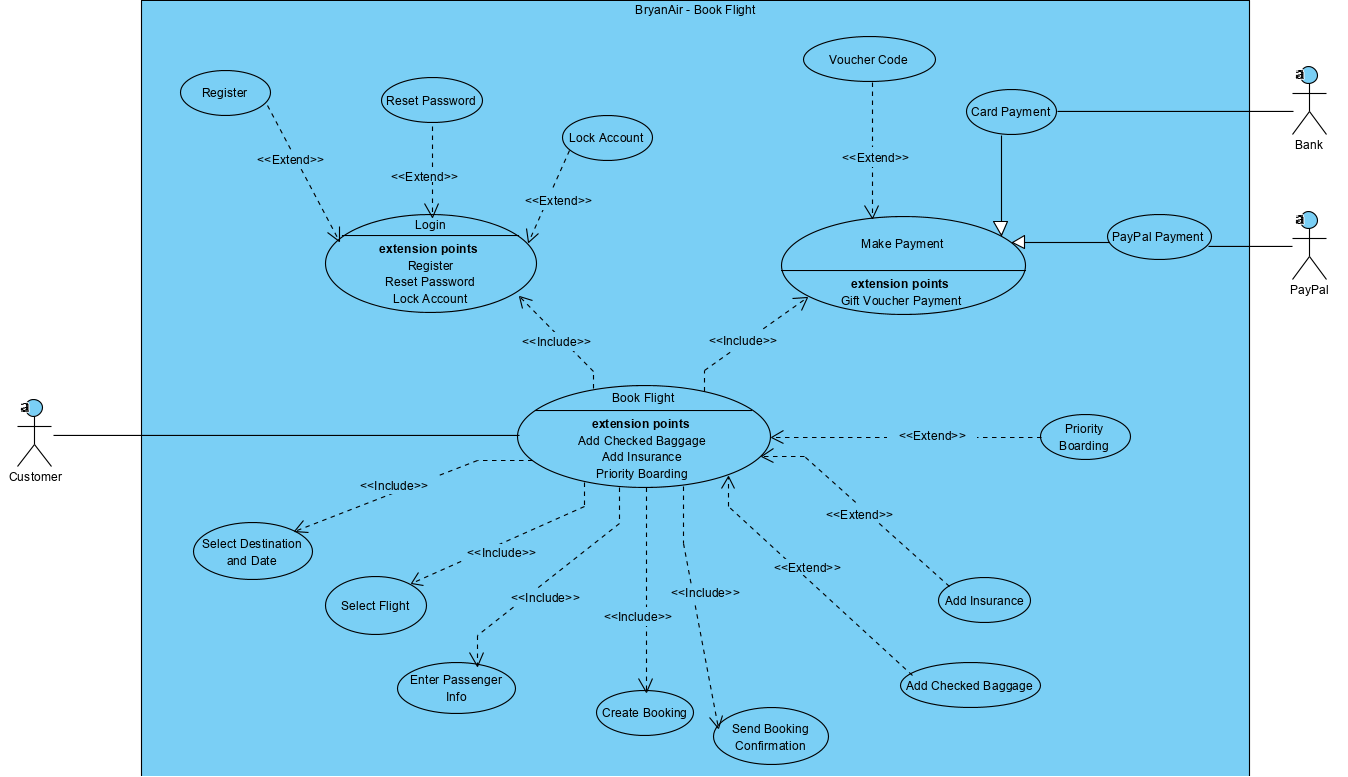 BryanAir - Book Flight
Voucher Code
a
Register
Reset Password
Card Payment
Lock Account
Bank
<<Extend>>
<<Extend>>
<<Extend>>
<<Extend>>
a
Login
extension points
Register
Reset Password
Lock Account
Make Payment
extension points
Gift Voucher Payment
PayPal Payment
PayPal
<<Include>>
<<Include>>
a
Customer
Book Flight
extension points
Add Checked Baggage
Add Insurance
Priority Boarding
<<Extend>>
Priority
Boarding
<<Include>>
<<Extend>>
Select Destination
and Date
<<Include>>
<<Extend>>
Select Flight
<<Include>>
<<Include>>
<<Include>>
Add Insurance
Enter Passenger
Info
Add Checked Baggage
Create Booking
Send Booking
Confirmation